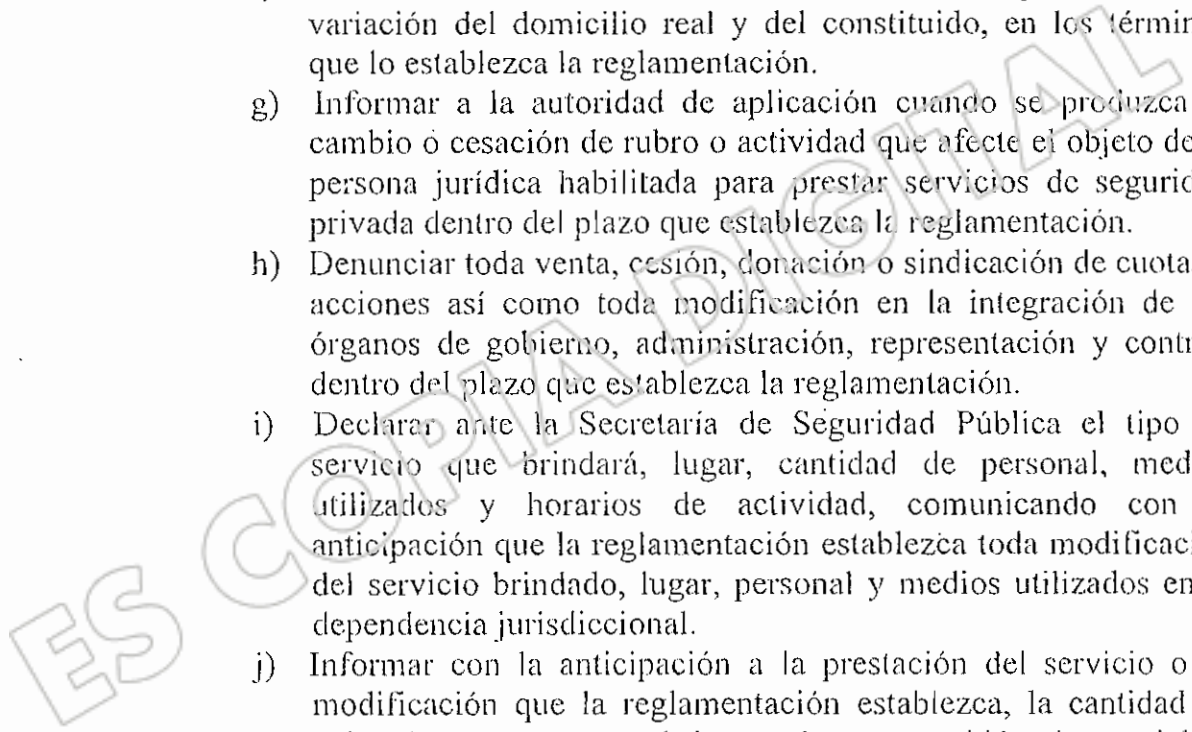 variación del domicilio real y del constituido, en los términ
que lo establezca la reglamentación.
g) Informar a la autoridad de aplicación cuando se produzca
cambio o cesación de rubro o actividad que afecte el objeto de
persona jurídica habilitada para prestar servicios de segurid
privada dentro del plazo que establezca la reglamentación.
h) Denunciar toda venta, cesión, donación o sindicación de cuota
acciones así como toda modificación en la integración de
órganos de gobierno, administración, representación y contr
dentro del plazo que establezca la reglamentación.
i) Declarar ante la Secretaría de Seguridad Pública el tipo
servicio que brindará, lugar, cantidad de personal, med
utilizados y horarios de actividad, comunicando con
anticipación que la reglamentación establezca toda modificac
del servicio brindado, lugar, personal y medios utilizados en
dependencia jurisdiccional.
j) Informar con la anticipación a la prestación del servicio o
modificación que la reglamentación establezca, la cantidad
ES COPIA DIGITAL